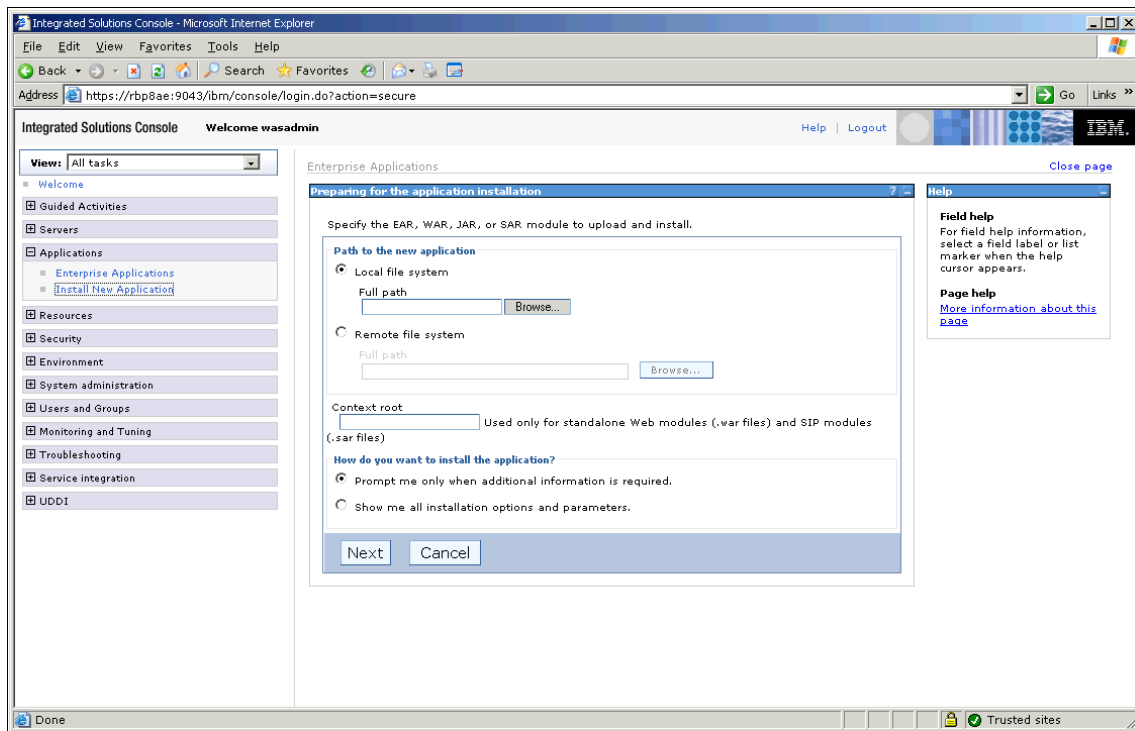 Integrated Solutions Console - Microsoft Internet Explorer
File Edit View Favorites Tools Help
Back Search Favorites
Address https://rbp8ae:9043/ibm/console/login.do?action=secure Go Links »
Integrated Solutions Console Welcome wasadmin Help | Logout IBM.
View: All tasks
Welcome
Guided Activities
Servers
Applications
Enterprise Applications
Install New Application
Resources
Security
Environment
System administration
Users and Groups
Monitoring and Tuning
Troubleshooting
Service integration
UDDI
Enterprise Applications Close page
Preparing for the application installation ? -
Specify the EAR, WAR, JAR, or SAR module to upload and install.
Path to the new application
Local file system
Full path
Browse...
Remote file system
Full path
Browse...
Context root
Used only for standalone Web modules (.war files) and SIP modules
(.sar files)
How do you want to install the application?
Prompt me only when additional information is required.
Show me all installation options and parameters.
Next Cancel
Help -
Field help
For field help information,
select a field label or list
marker when the help
cursor appears.
Page help
More information about this
page
Done Trusted sites